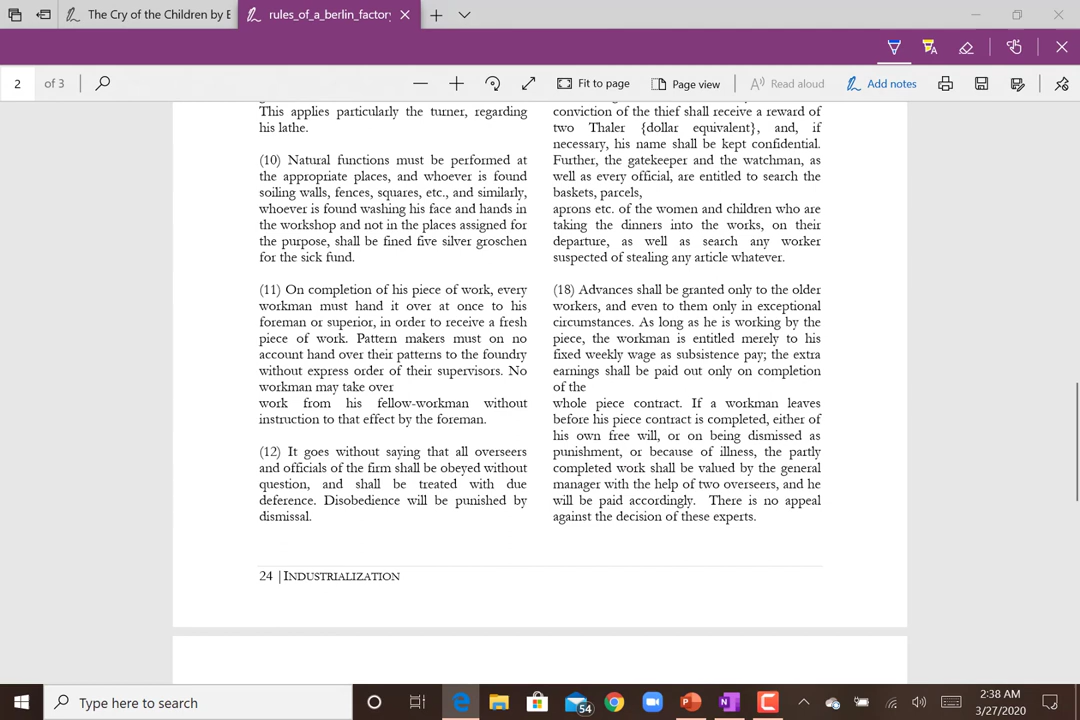 The Cry of the Children by E
rules_of_a_berlin_factory
2
of 3
Fit to page
Page view
Read aloud
Add notes
This applies particularly the turner, regarding
his lathe.
(10) Natural functions must be performed at
the appropriate places, and whoever is found
soiling walls, fences, squares, etc., and similarly,
whoever is found washing his face and hands in
the workshop and not in the places assigned for
the purpose, shall be fined five silver groschen
for the sick fund.
(11) On completion of his piece of work, every
workman must hand it over at once to his
foreman or superior, in order to receive a fresh
piece of work. Pattern makers must on no
account hand over their patterns to the foundry
without express order of their supervisors. No
workman may take over
work from his fellow-workman without
instruction to that effect by the foreman.
(12) It goes without saying that all overseers
and officials of the firm shall be obeyed without
question, and shall be treated with due
deference. Disobedience will be punished by
dismissal.
conviction of the thief shall receive a reward of
two Thaler {dollar equivalent}, and, if
necessary, his name shall be kept confidential.
Further, the gatekeeper and the watchman, as
well as every official, are entitled to search the
baskets, parcels,
aprons etc. of the women and children who are
taking the dinners into the works, on their
departure, as well as search any worker
suspected of stealing any article whatever.
(18) Advances shall be granted only to the older
workers, and even to them only in exceptional
circumstances. As long as he is working by the
piece, the workman is entitled merely to his
fixed weekly wage as subsistence pay; the extra
earnings shall be paid out only on completion
of the
whole piece contract. If a workman leaves
before his piece contract is completed, either of
his own free will, or on being dismissed as
punishment, or because of illness, the partly
completed work shall be valued by the general
manager with the help of two overseers, and he
will be paid accordingly. There is no appeal
against the decision of these experts.
24 | INDUSTRIALIZATION
Type here to search
54
2:38 AM
3/27/2020